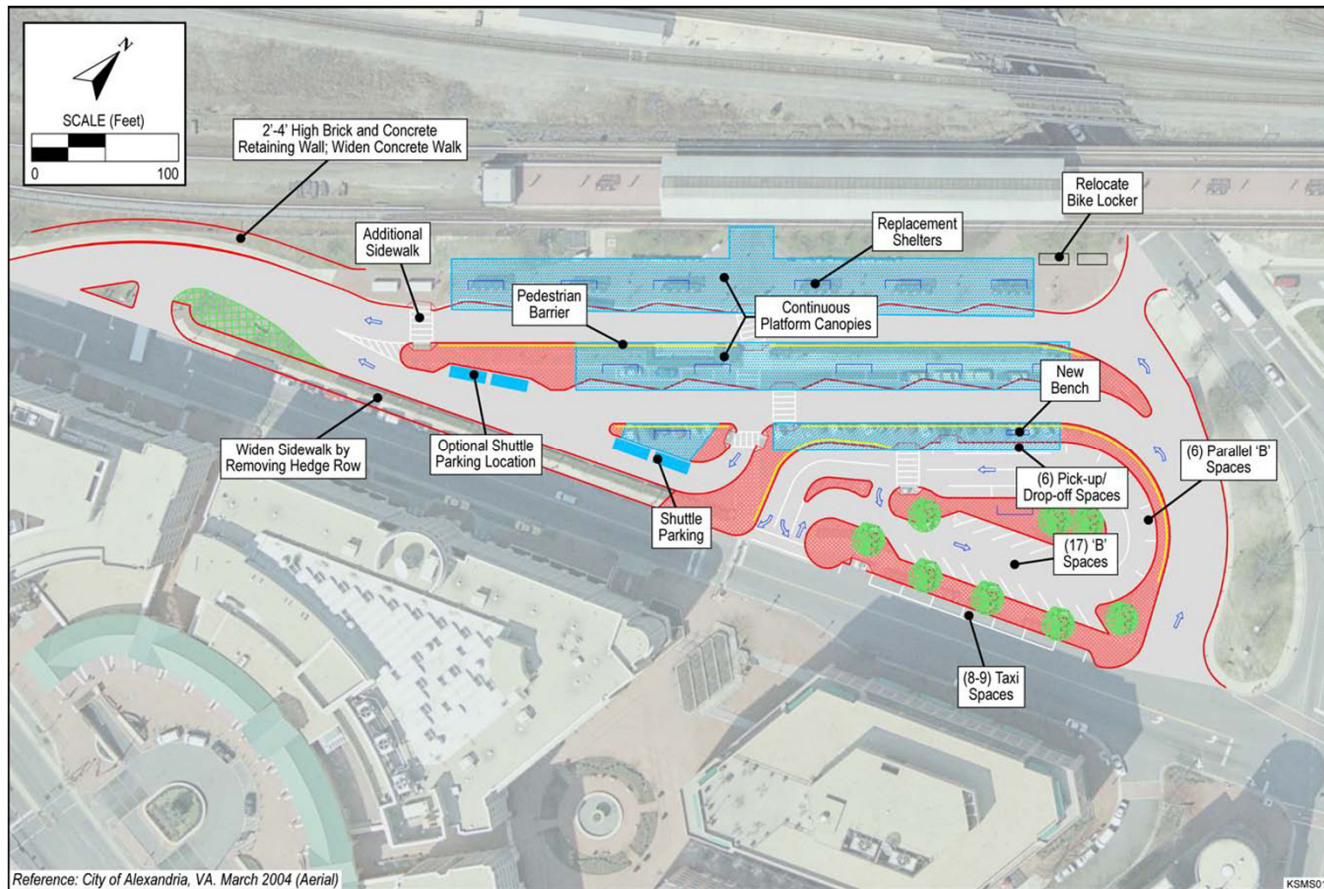 N
SCALE (Feet)
0
100
2'-4' High Brick and Concrete
Retaining Wall; Widen Concrete Walk
Additional
Sidewalk
Pedestrian
Barrier
Replacement
Shelters
Relocate
Bike Locker
Continuous
Platform Canopies
New
Bench
Widen Sidewalk by
Removing Hedge Row
Optional Shuttle
Parking Location
Shuttle
Parking
(6) Pick-up/
Drop-off Spaces
(6) Parallel 'B'
Spaces
(17) 'B'
Spaces
(8-9) Taxi
Spaces
Reference: City of Alexandria, VA. March 2004 (Aerial)